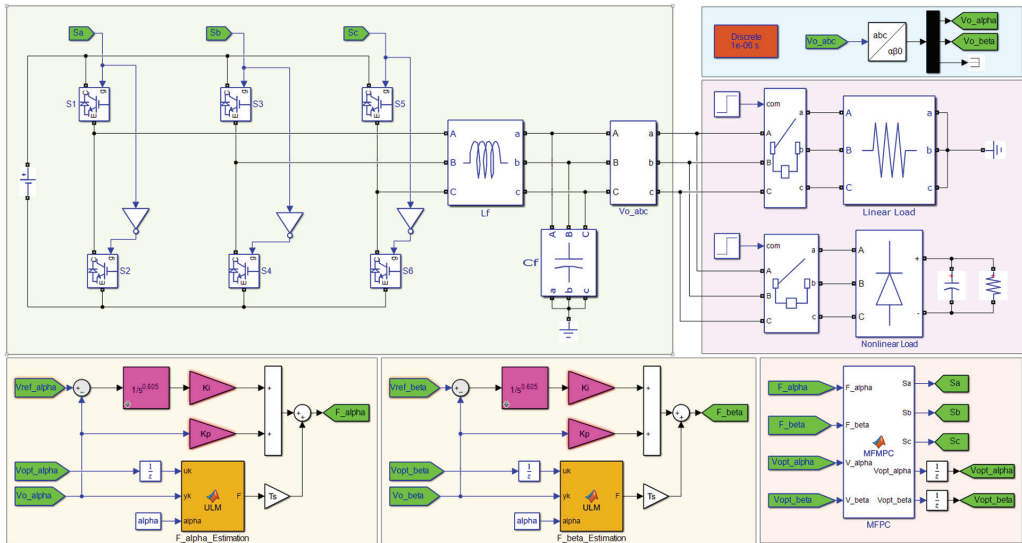 Sa
Sb
Sc
S1
S3
S5
C
g
E
C
g
E
C
g
E
S2
S4
S6
C
g
E
C
g
E
C
g
E
+
A
B
C
a
b
c
Lf
A
B
C
a
b
c
Vo_abc
Cf
A
B
C
a
b
c
Discrete
1e-06 s.
Vo_abc
abc
αβ0
Vo_alpha
Vo_beta
com
A
B
C
a
b
c
A
B
C
a
b
c
Linear Load
com
A
B
C
a
b
c
A
B
C
+
-
+
+
Nonlinear Load
Vref_alpha
+
-
1/s^0.605
Ki
Kp
+
+
+
+
F_alpha
Vopt_alpha
1
z
Vo_alpha
alpha
uk
yk
alpha
ULM
F
Ts
F_alpha_Estimation
Vref_beta
+
-
1/s^0.605
Ki
Kp
+
+
+
+
F_beta
Vopt_beta
1
z
Vo_beta
alpha
uk
yk
alpha
ULM
F
Ts
F_beta_Estimation
F_alpha
F_beta
Vopt_alpha
Vopt_beta
F_alpha
F_beta
V_alpha
V_beta
MFMPC
Sa
Sb
Sc
Vopt_alpha
Vopt_beta
Sa
Sb
Sc
1
z
Vopt_alpha
1
z
Vopt_beta
MFPC